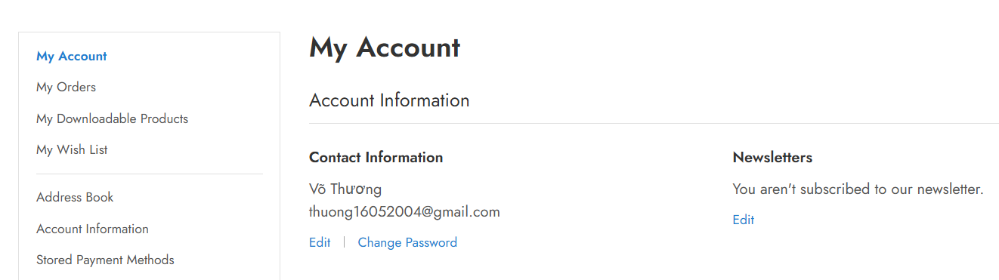 My Account
My Orders
My Downloadable Products
My Wish List
Address Book
Account Information
Stored Payment Methods
My Account
Account Information
Contact Information
Võ Thương
thuong16052004@gmail.com
Edit | Change Password
Newsletters
You aren't subscribed to our newsletter.
Edit